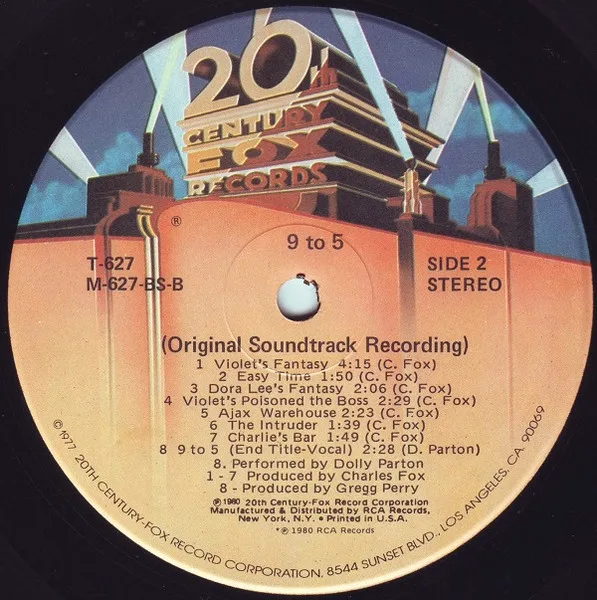 20th
CENTURY
FOX
RECORDS
®
9 to 5
T-627
M-627-BS-B
SIDE 2
STEREO
(Original Soundtrack Recording)
1 Violet's Fantasy 4:15 (C. Fox)
2 Easy Time 1:50 (C. Fox)
3 Dora Lee's Fantasy 2:06 (C. Fox)
4 Violet's Poisoned the Boss 2:29 (C. Fox)
5 Ajax Warehouse 2:23 (C. Fox)
6 The Intruder 1:39 (C. Fox)
7 Charlie's Bar 1:49 (C. Fox)
8 9 to 5 (End Title-Vocal) 2:28 (D. Parton)
8. Performed by Dolly Parton
1 - 7 Produced by Charles Fox
8 - Produced by Gregg Perry
℗ 1980 20th Century-Fox Record Corporation
Manufactured & Distributed by RCA Records,
New York, N.Y. • Printed in U.S.A.
*℗ 1980 RCA Records
© 1977 20TH CENTURY-FOX RECORD CORPORATION, 8544 SUNSET BLVD., LOS ANGELES, CA 90069